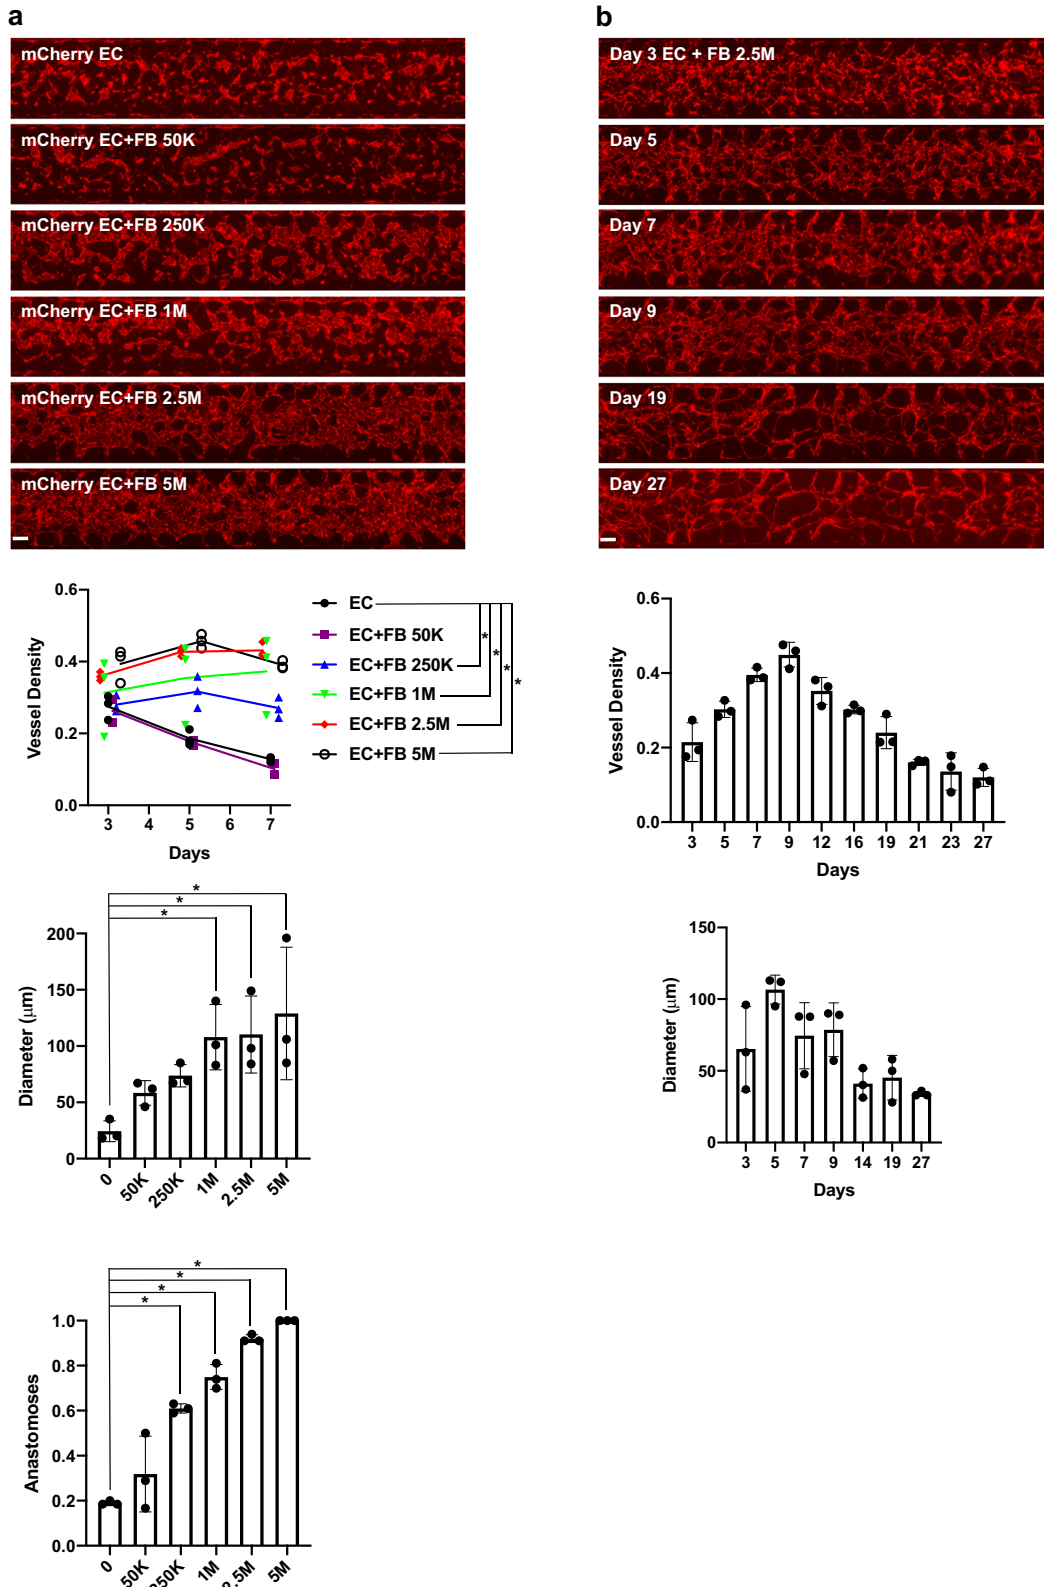 a
mCherry EC
mCherry EC+FB 50K
mCherry EC+FB 250K
mCherry EC+FB 1M
mCherry EC+FB 2.5M
mCherry EC+FB 5M
0.6
0.4
0.2
0.0
Vessel Density
3 4 5 6 7
Days
EC
EC+FB 50K
EC+FB 250K
EC+FB 1M
EC+FB 2.5M
EC+FB 5M
*
*
*
*
*
*
*
200
150
100
50
0
Diameter (μm)
0 50K 250K 1M 2.5M 5M
*
*
*
*
1.0
0.8
0.6
0.4
0.2
0.0
Anastomoses
0 50K 250K 1M 2.5M 5M
b
Day 3 EC + FB 2.5M
Day 5
Day 7
Day 9
Day 19
Day 27
0.6
0.4
0.2
0.0
Vessel Density
3 5 7 9 12 16 19 21 23 27
Days
150
100
50
0
Diameter (μm)
3 5 7 9 14 19 27
Days